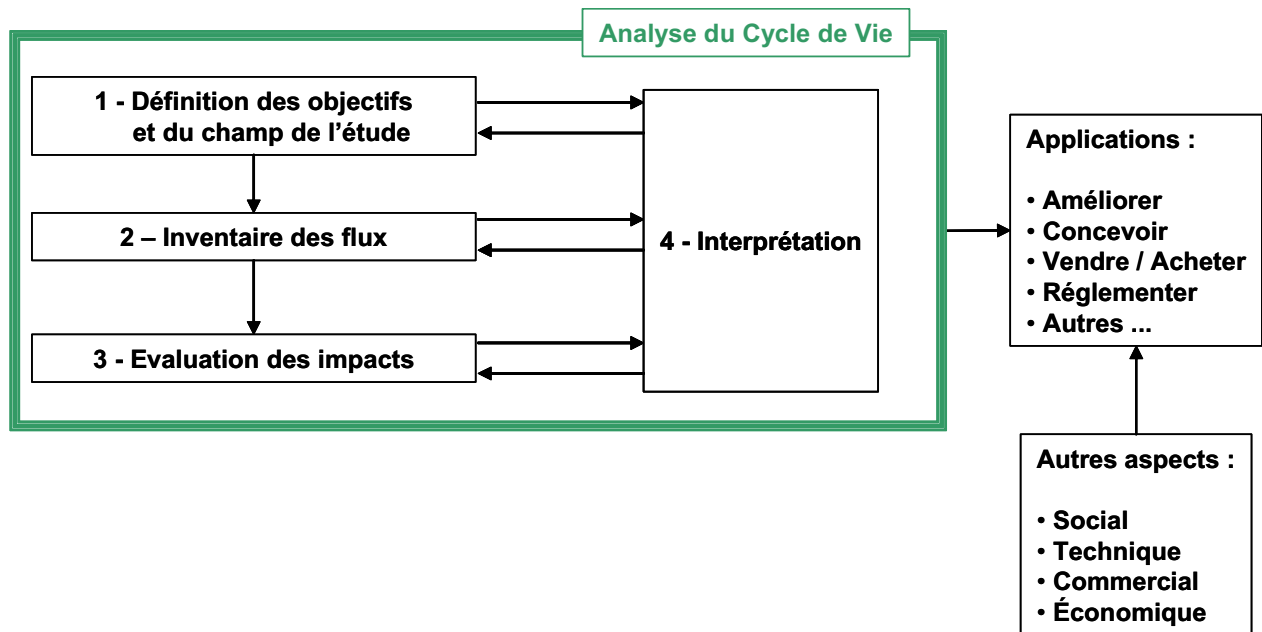 Analyse du Cycle de Vie
1 - Définition des objectifs
et du champ de l'étude
2 – Inventaire des flux
3 - Evaluation des impacts
4 - Interprétation
Applications :
• Améliorer
• Concevoir
• Vendre / Acheter
• Réglementer
• Autres ...
Autres aspects :
• Social
• Technique
• Commercial
• Économique